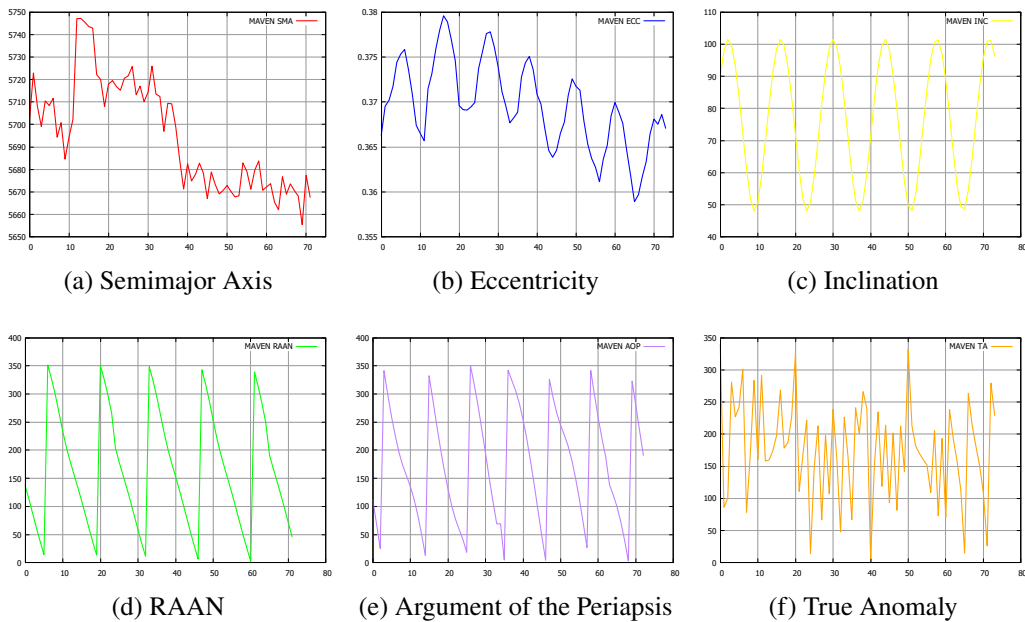 5750
5740
5730
5720
5710
5700
5690
5680
5670
5660
5650
0 10 20 30 40 50 60 70 80
MAVEN SMA
(a) Semimajor Axis
0.38
0.375
0.37
0.365
0.36
0.355
0 10 20 30 40 50 60 70 80
MAVEN ECC
(b) Eccentricity
110
100
90
80
70
60
50
40
0 10 20 30 40 50 60 70 80
MAVEN INC
(c) Inclination
400
350
300
250
200
150
100
50
0
0 10 20 30 40 50 60 70 80
MAVEN RAAN
(d) RAAN
400
350
300
250
200
150
100
50
0
0 10 20 30 40 50 60 70 80
MAVEN AOP
(e) Argument of the Periapsis
350
300
250
200
150
100
50
0
0 10 20 30 40 50 60 70 80
MAVEN TA
(f) True Anomaly